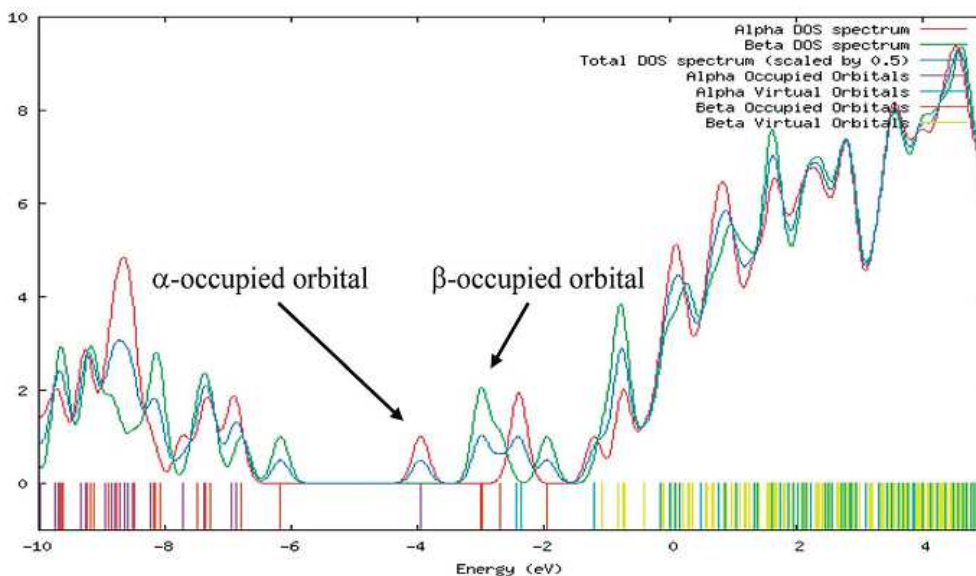 10
8
6
4
2
0
Alpha DOS spectrum
Beta DOS spectrum
Total DOS spectrum (scaled by 0.5)
Alpha Occupied Orbitals
Alpha Virtual Orbitals
Beta Occupied Orbitals
Beta Virtual Orbitals
α-occupied orbital
β-occupied orbital
-10 -8 -6 -4 -2 0 2 4
Energy (eV)